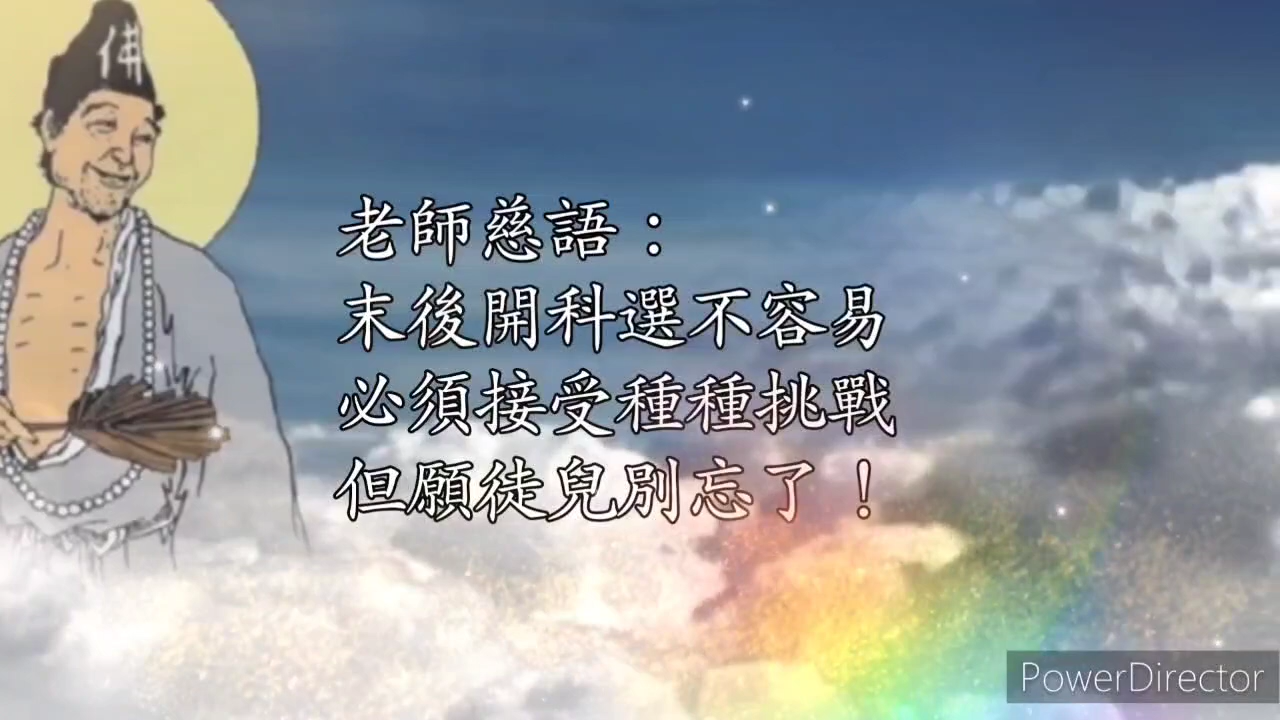 佛
老師慈語：
末後開科選不容易
必須接受種種挑戰
但願徒兒別忘了！
PowerDirector